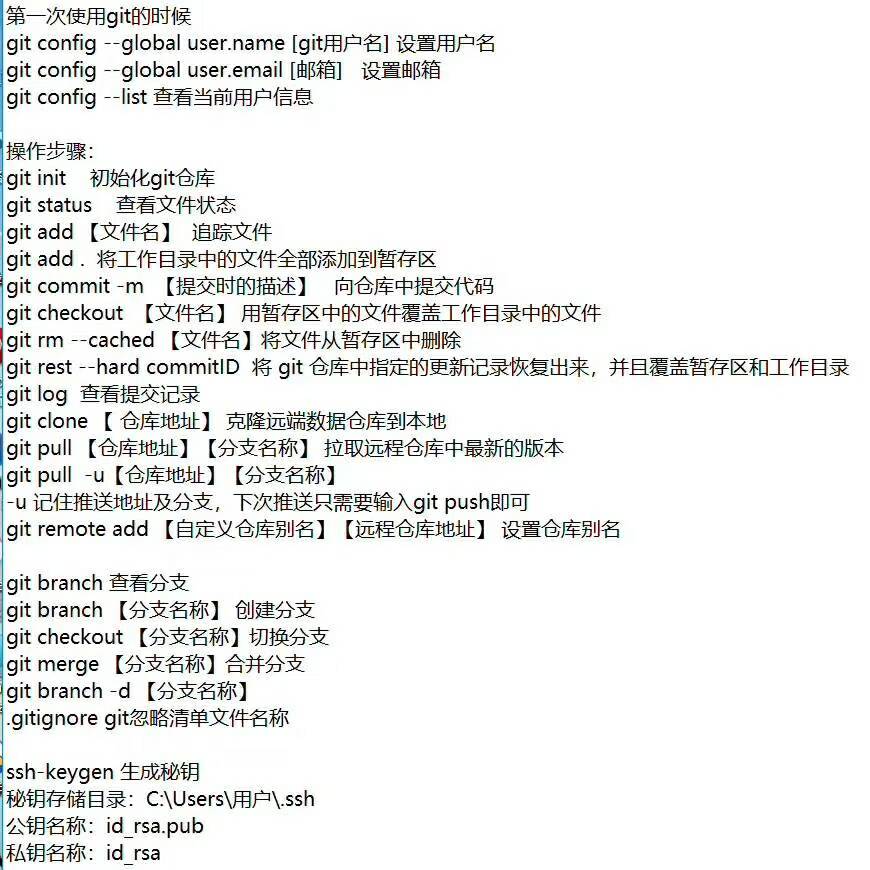 第一次使用git的时候
git config --global user.name [git用户名] 设置用户名
git config --global user.email [邮箱]   设置邮箱
git config --list 查看当前用户信息
操作步骤：
git init    初始化git仓库
git status    查看文件状态
git add 【文件名】  追踪文件
git add .  将工作目录中的文件全部添加到暂存区
git commit -m  【提交时的描述】   向仓库中提交代码
git checkout  【文件名】 用暂存区中的文件覆盖工作目录中的文件
git rm --cached 【文件名】将文件从暂存区中删除
git rest --hard commitID  将 git 仓库中指定的更新记录恢复出来，并且覆盖暂存区和工作目录
git log  查看提交记录
git clone 【 仓库地址】 克隆远端数据仓库到本地
git pull 【仓库地址】【分支名称】 拉取远程仓库中最新的版本
git pull  -u【仓库地址】【分支名称】
-u 记住推送地址及分支，下次推送只需要输入git push即可
git remote add 【自定义仓库别名】【远程仓库地址】 设置仓库别名
git branch 查看分支
git branch 【分支名称】 创建分支
git checkout 【分支名称】切换分支
git merge 【分支名称】合并分支
git branch -d 【分支名称】
.gitignore git忽略清单文件名称
ssh-keygen 生成秘钥
秘钥存储目录：C:\Users\用户\.ssh
公钥名称：id_rsa.pub
私钥名称：id_rsa